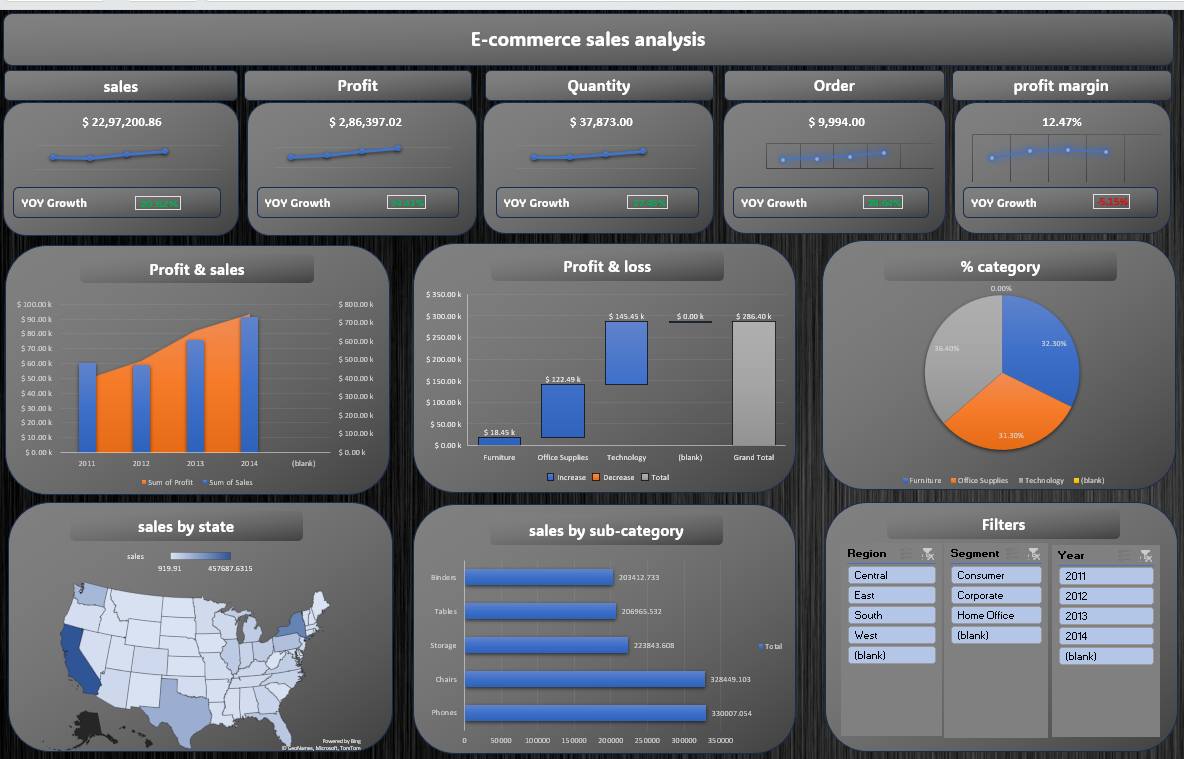 E-commerce sales analysis
sales
Profit
Quantity
Order
profit margin
$ 22,97,200.86
$ 2,86,397.02
$ 37,873.00
$ 9,994.00
12.47%
YOY Growth
YOY Growth
YOY Growth
YOY Growth
YOY Growth
-5.15%
Profit & sales
$ 100.00 k
$ 90.00 k
$ 80.00 k
$ 70.00 k
$ 60.00 k
$ 50.00 k
$ 40.00 k
$ 30.00 k
$ 20.00 k
$ 10.00 k
$ 0.00 k
$ 800.00 k
$ 700.00 k
$ 600.00 k
$ 500.00 k
$ 400.00 k
$ 300.00 k
$ 200.00 k
$ 100.00 k
$ 0.00 k
2011 2012 2013 2014 (blank)
Sum of Profit Sum of Sales
Profit & loss
$ 350.00 k
$ 300.00 k
$ 250.00 k
$ 200.00 k
$ 150.00 k
$ 100.00 k
$ 50.00 k
$ 0.00 k
$ 18.45 k
$ 122.49 k
$ 145.45 k
$ 0.00 k
$ 286.40 k
Furniture Office Supplies Technology (blank) Grand Total
Increase Decrease Total
% category
0.00%
32.30%
36.40%
31.30%
Furniture Office Supplies Technology (blank)
sales by state
sales
919.91 457687.6315
Powered by Bing
© GeoNames, Microsoft, TomTom
sales by sub-category
Binders 203412.733
Tables 206965.532
Storage 223843.608
Chairs 328449.103
Phones 330007.054
0 50000 100000 150000 200000 250000 300000 350000
Total
Filters
Region
Central
East
South
West
(blank)
Segment
Consumer
Corporate
Home Office
(blank)
Year
2011
2012
2013
2014
(blank)